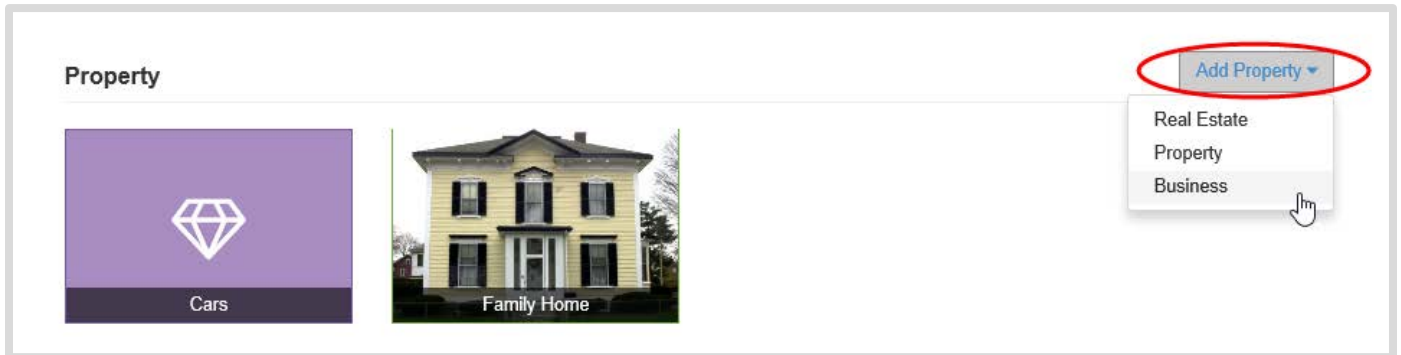 Property
Add Property
Real Estate
Property
Business
Cars
Family Home